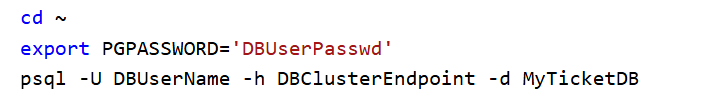 cd ~
export PGPASSWORD='DBUserPasswd'
psql -U DBUserName -h DBClusterEndpoint -d MyTicketDB